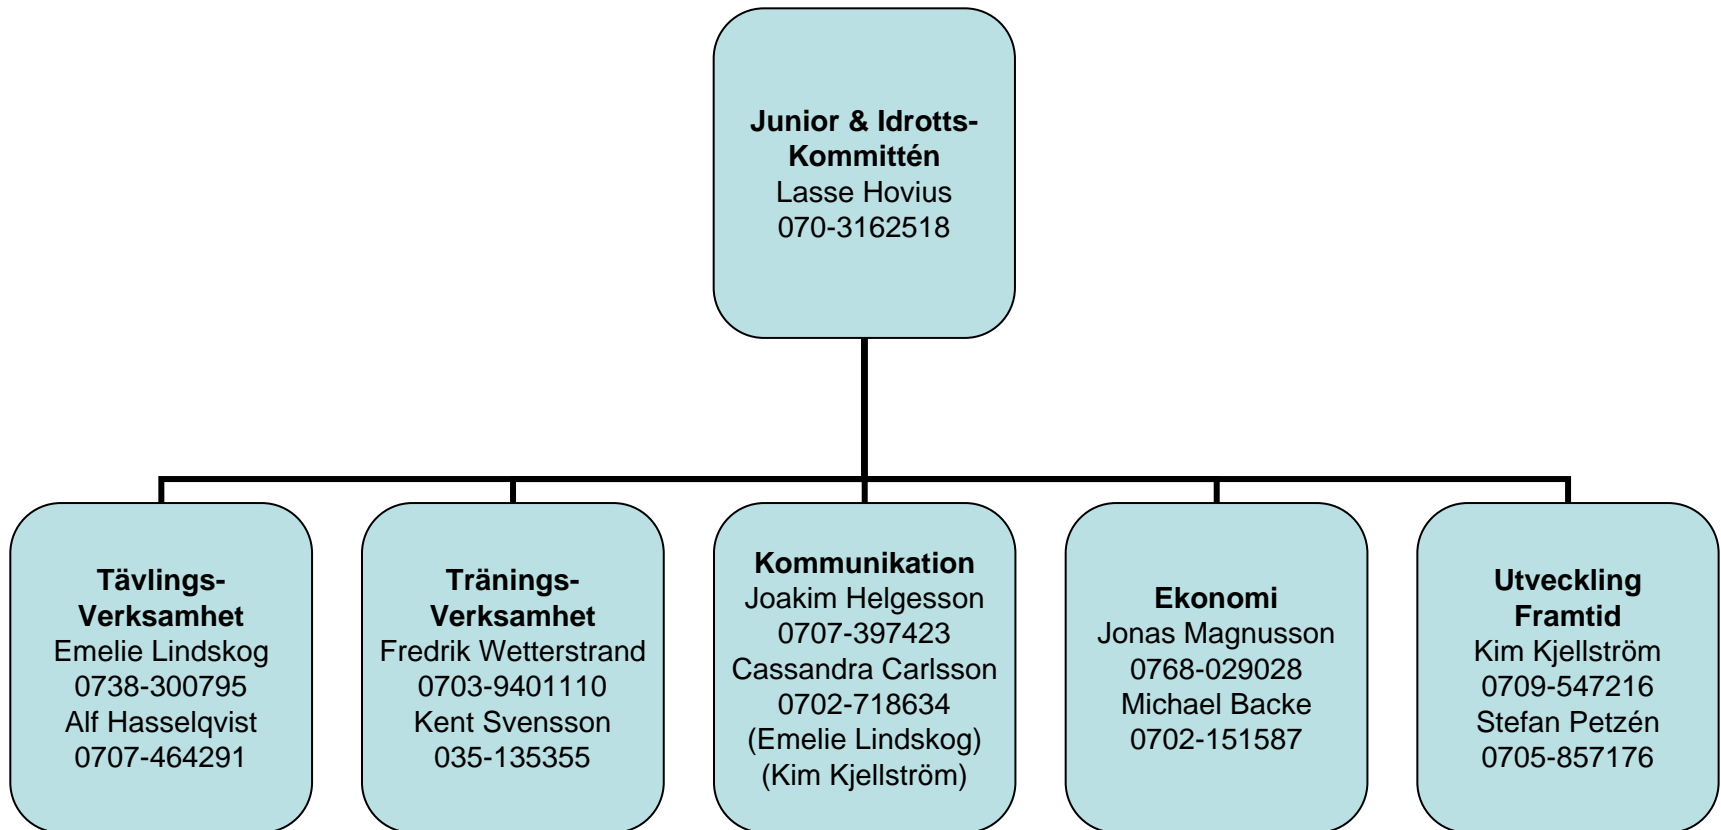 Junior & Idrotts-
Kommittén
Lasse Hovius
070-3162518
Tävlings-
Verksamhet
Emelie Lindskog
0738-300795
Alf Hasselqvist
0707-464291
Tränings-
Verksamhet
Fredrik Wetterstrand
0703-9401110
Kent Svensson
035-135355
Kommunikation
Joakim Helgesson
0707-397423
Cassandra Carlsson
0702-718634
(Emelie Lindskog)
(Kim Kjellström)
Ekonomi
Jonas Magnusson
0768-029028
Michael Backe
0702-151587
Utveckling
Framtid
Kim Kjellström
0709-547216
Stefan Petzén
0705-857176